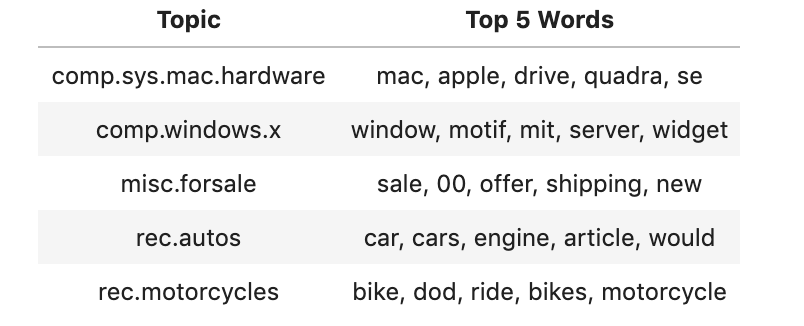 Topic Top 5 Words
comp.sys.mac.hardware mac, apple, drive, quadra, se
comp.windows.x window, motif, mit, server, widget
misc.forsale sale, 00, offer, shipping, new
rec.autos car, cars, engine, article, would
rec.motorcycles bike, dod, ride, bikes, motorcycle